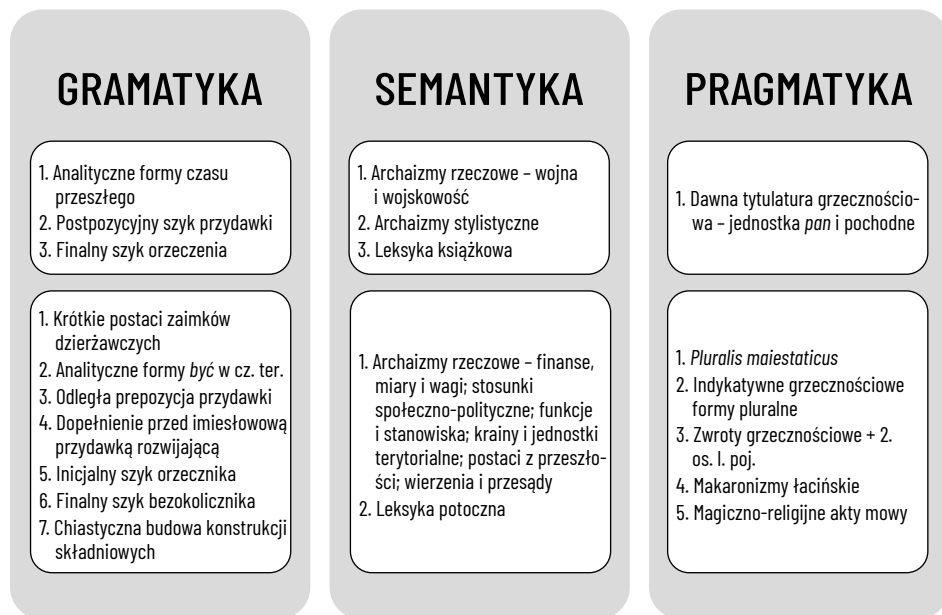 GRAMATYKA
1. Analityczne formy czasu
przeszłego
2. Postpozycyjny szyk przydawki
3. Finalny szyk orzeczenia
1. Krótkie postaci zaimków
dzierżawczych
2. Analityczne formy być w cz. ter.
3. Odległa prepozycja przydawki
4. Dopełnienie przed imiesłowową
przydawką rozwijającą
5. Inicjalny szyk orzecznika
6. Finalny szyk bezokolicznika
7. Chiastyczna budowa konstrukcji
składniowych
SEMANTYKA
1. Archaizmy rzeczowe – wojna
i wojskowość
2. Archaizmy stylistyczne
3. Leksyka książkowa
1. Archaizmy rzeczowe – finanse,
miary i wagi; stosunki
społeczno-polityczne; funkcje
i stanowiska; krainy i jednostki
terytorialne; postaci z przeszło-
ści; wierzenia i przesądy
2. Leksyka potoczna
PRAGMATYKA
1. Dawna tytulatura grzecznościo-
wa – jednostka pan i pochodne
1. Pluralis maiestaticus
2. Indykatywne grzecznościowe
formy pluralne
3. Zwroty grzecznościowe + 2.
os. l. poj.
4. Makaronizmy łacińskie
5. Magiczno-religijne akty mowy